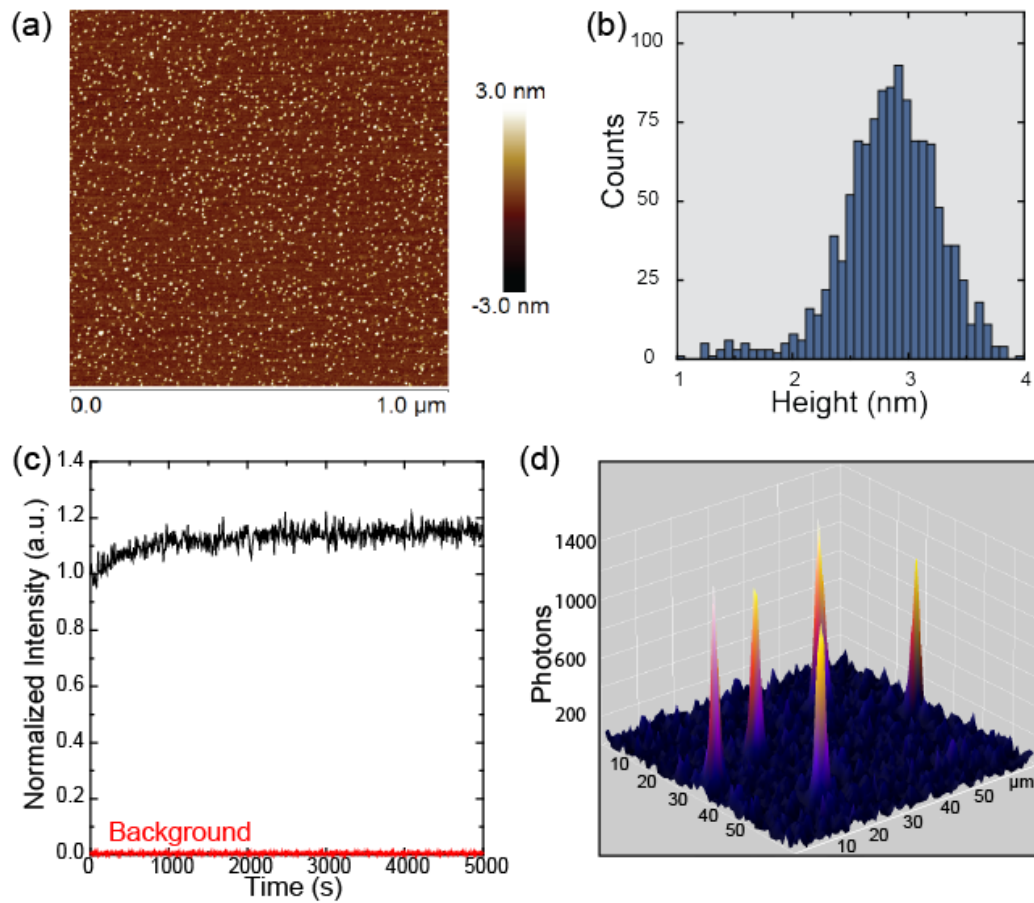 (a)
3.0 nm
-3.0 nm
0.0 1.0 µm
(b)
100
75
50
25
0
Counts
1 2 3 4
Height (nm)
(c)
1.4
1.2
1.0
0.8
0.6
0.4
0.2
0.0
Normalized Intensity (a.u.)
Background
0 1000 2000 3000 4000 5000
Time (s)
(d)
1400
1000
600
200
Photons
10 20 30 40 50
10 20 30 40 50 µm